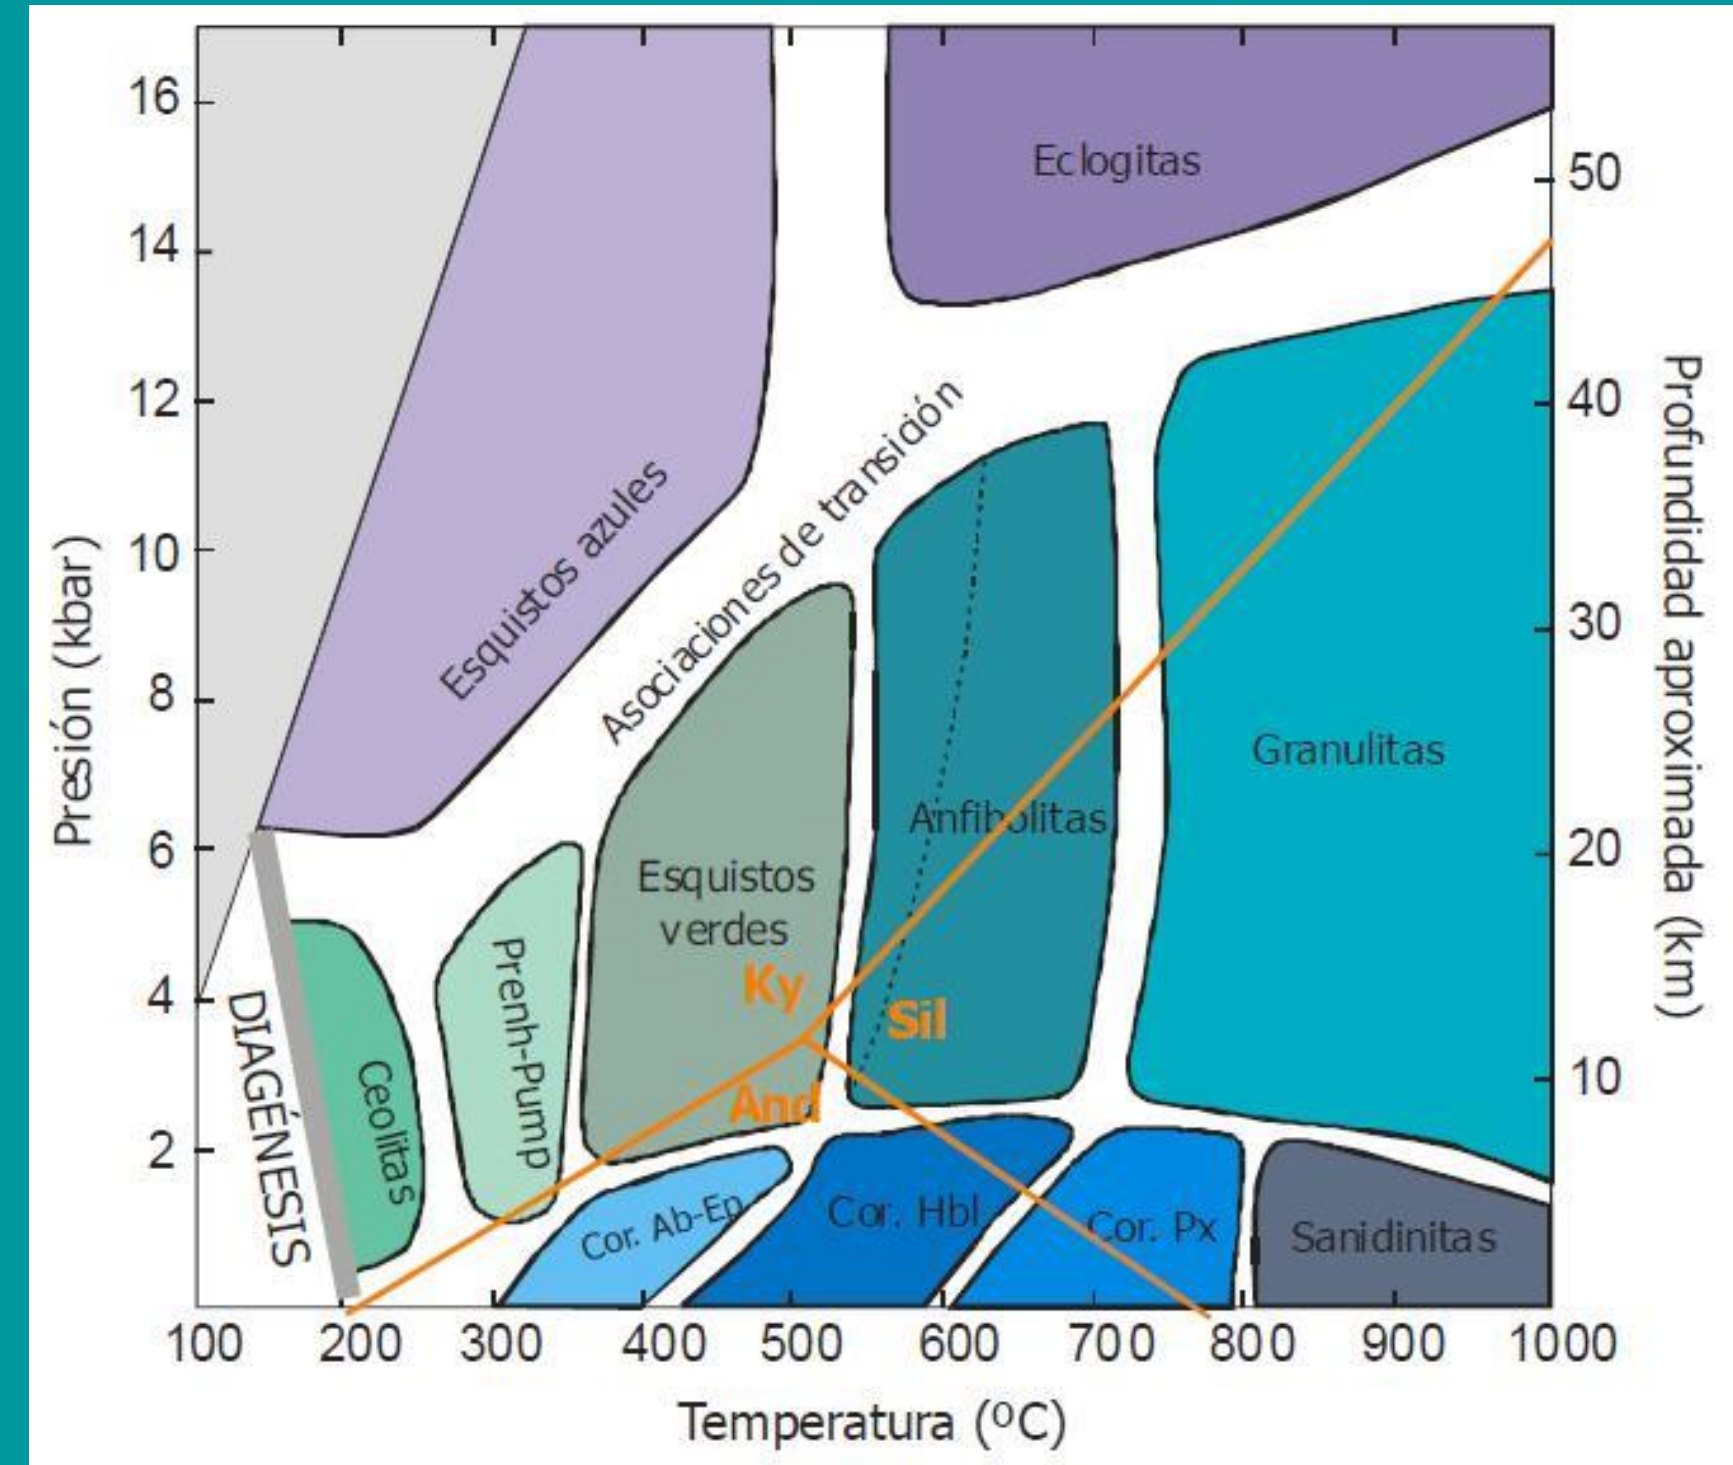 16
14
12
10
8
6
4
2
Presión (kbar)
Eclogitas
Esquistos azules
Asociaciones de transición
Granulitas
Anfibolitas
Esquistos
verdes
Ky
Sil
And
Prenh-Pump
Ceolitas
DIAGÉNESIS
Cor. Ab-Ep
Cor. Hbl
Cor. Px
Sanidinitas
50
40
30
20
10
Profundidad aproximada (km)
100 200 300 400 500 600 700 800 900 1000
Temperatura (ºC)